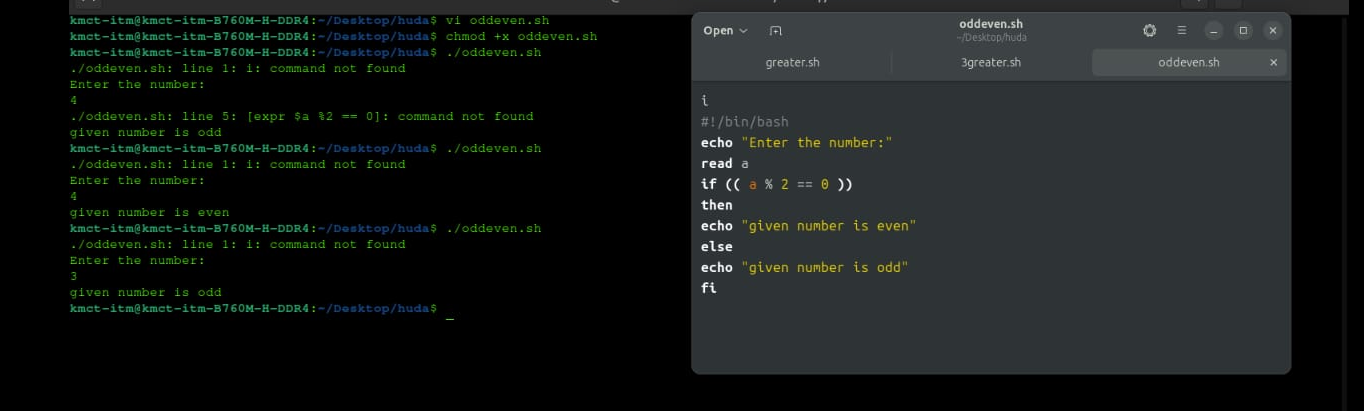 kmct-itm@kmct-itm-B760M-H-DDR4:~/Desktop/huda$ vi oddeven.sh
kmct-itm@kmct-itm-B760M-H-DDR4:~/Desktop/huda$ chmod +x oddeven.sh
kmct-itm@kmct-itm-B760M-H-DDR4:~/Desktop/huda$ ./oddeven.sh
./oddeven.sh: line 1: i: command not found
Enter the number:
4
./oddeven.sh: line 5: [expr $a %2 == 0]: command not found
given number is odd
kmct-itm@kmct-itm-B760M-H-DDR4:~/Desktop/huda$ ./oddeven.sh
./oddeven.sh: line 1: i: command not found
Enter the number:
4
given number is even
kmct-itm@kmct-itm-B760M-H-DDR4:~/Desktop/huda$ ./oddeven.sh
./oddeven.sh: line 1: i: command not found
Enter the number:
3
given number is odd
kmct-itm@kmct-itm-B760M-H-DDR4:~/Desktop/huda$
Open
oddeven.sh
~/Desktop/huda
greater.sh 3greater.sh oddeven.sh
i
#!/bin/bash
echo "Enter the number:"
read a
if (( a % 2 == 0 ))
then
echo "given number is even"
else
echo "given number is odd"
fi